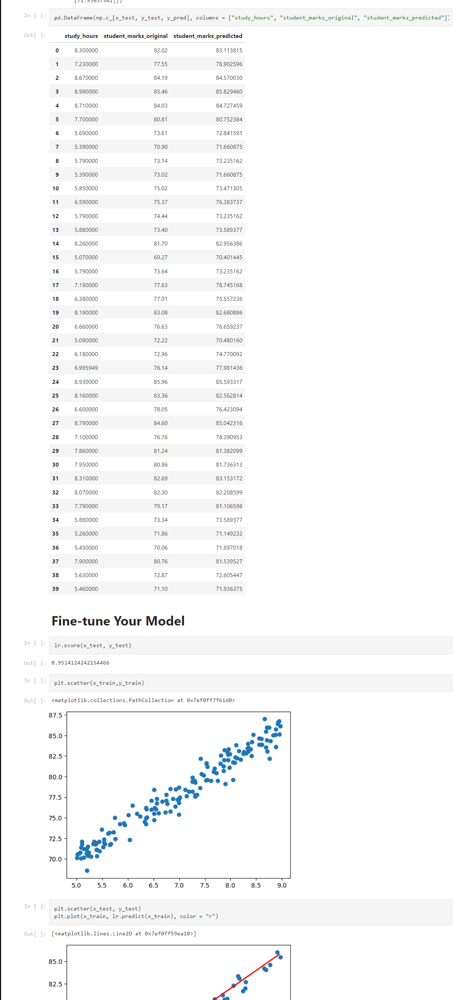 [71.93637541]])
In [ ]: pd.DataFrame(np.c_[x_test, y_test, y_pred], columns = ["study_hours", "student_marks_original", "student_marks_predicted"])
Out[ ]: study_hours student_marks_original student_marks_predicted
0 8.300000 82.02 83.113815
1 7.230000 77.55 78.902596
2 8.670000 84.19 84.570030
3 8.990000 85.46 85.829460
4 8.710000 84.03 84.727459
5 7.700000 80.81 80.752384
6 5.690000 73.61 72.841591
7 5.390000 70.90 71.660875
8 5.790000 73.14 73.235162
9 5.390000 73.02 71.660875
10 5.850000 75.02 73.471305
11 6.590000 75.37 76.383737
12 5.790000 74.44 73.235162
13 5.880000 73.40 73.589377
14 8.260000 81.70 82.956386
15 5.070000 69.27 70.401445
16 5.790000 73.64 73.235162
17 7.190000 77.63 78.745168
18 6.380000 77.01 75.557236
19 8.190000 83.08 82.680886
20 6.660000 76.63 76.659237
21 5.090000 72.22 70.480160
22 6.180000 72.96 74.770092
23 6.995949 76.14 77.981436
24 8.930000 85.96 85.593317
25 8.160000 83.36 82.562814
26 6.600000 78.05 76.423094
27 8.790000 84.60 85.042316
28 7.100000 76.76 78.390953
29 7.860000 81.24 81.382099
30 7.950000 80.86 81.736313
31 8.310000 82.69 83.153172
32 8.070000 82.30 82.208599
33 7.790000 79.17 81.106598
34 5.880000 73.34 73.589377
35 5.260000 71.86 71.149232
36 5.450000 70.06 71.897018
37 7.900000 80.76 81.539527
38 5.630000 72.87 72.605447
39 5.460000 71.10 71.936375
Fine-tune Your Model
In [ ]: lr.score(x_test, y_test)
Out[ ]: 0.9514124242154466
In [ ]: plt.scatter(x_train,y_train)
Out[ ]: <matplotlib.collections.PathCollection at 0x7ef0ff7f61d0>
87.5
85.0
82.5
80.0
77.5
75.0
72.5
70.0
5.0 5.5 6.0 6.5 7.0 7.5 8.0 8.5 9.0
In [ ]: plt.scatter(x_test, y_test)
plt.plot(x_train, lr.predict(x_train), color = "r")
Out[ ]: [<matplotlib.lines.Line2D at 0x7ef0ff59ea10>]
85.0
82.5